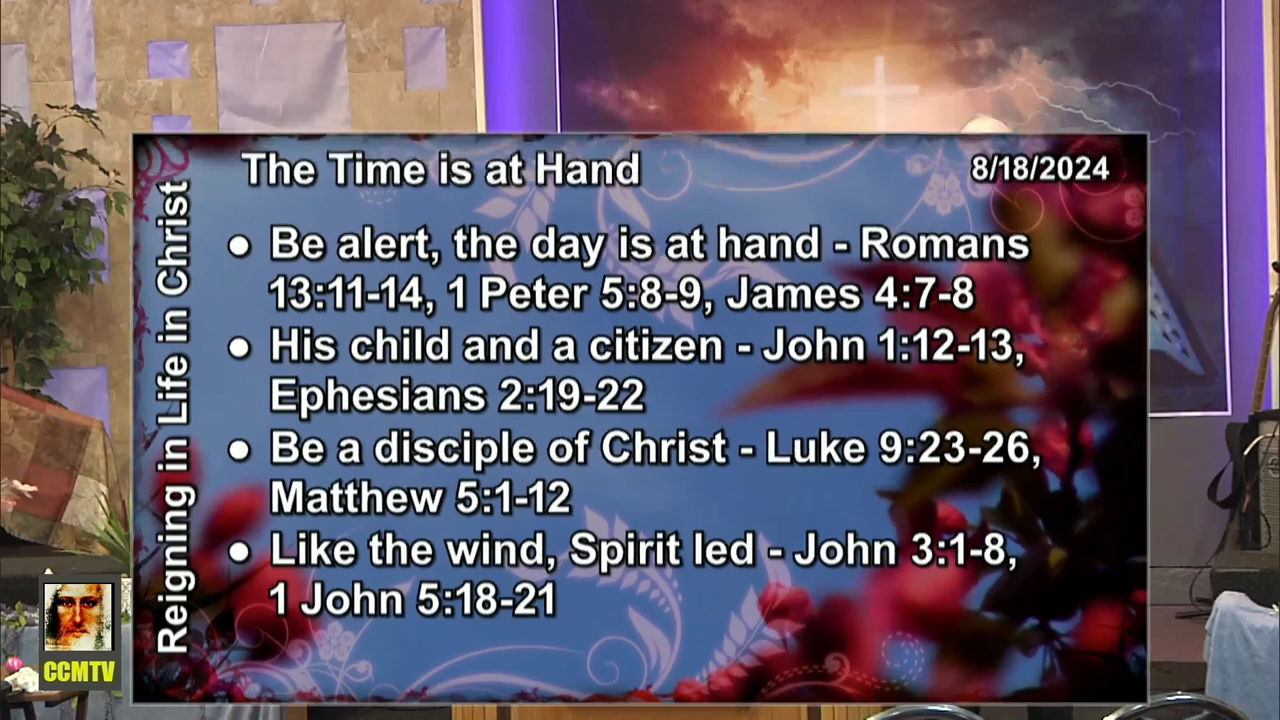 The Time is at Hand
8/18/2024
Reigning in Life in Christ
● Be alert, the day is at hand - Romans
13:11-14, 1 Peter 5:8-9, James 4:7-8
● His child and a citizen - John 1:12-13,
Ephesians 2:19-22
● Be a disciple of Christ - Luke 9:23-26,
Matthew 5:1-12
● Like the wind, Spirit led - John 3:1-8,
1 John 5:18-21
CCMTV